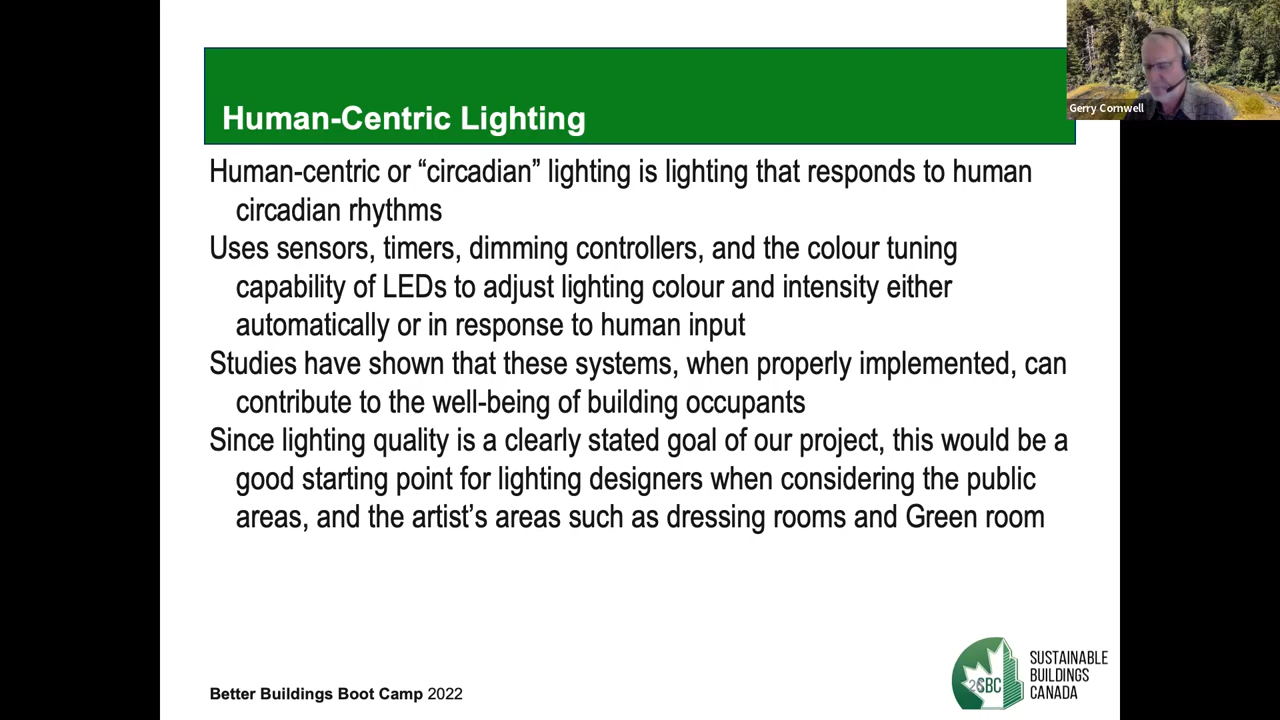 Human-Centric Lighting
Gerry Cornwell
Human-centric or “circadian” lighting is lighting that responds to human
circadian rhythms
Uses sensors, timers, dimming controllers, and the colour tuning
capability of LEDs to adjust lighting colour and intensity either
automatically or in response to human input
Studies have shown that these systems, when properly implemented, can
contribute to the well-being of building occupants
Since lighting quality is a clearly stated goal of our project, this would be a
good starting point for lighting designers when considering the public
areas, and the artist’s areas such as dressing rooms and Green room
SBC
SUSTAINABLE
BUILDINGS
CANADA
Better Buildings Boot Camp 2022